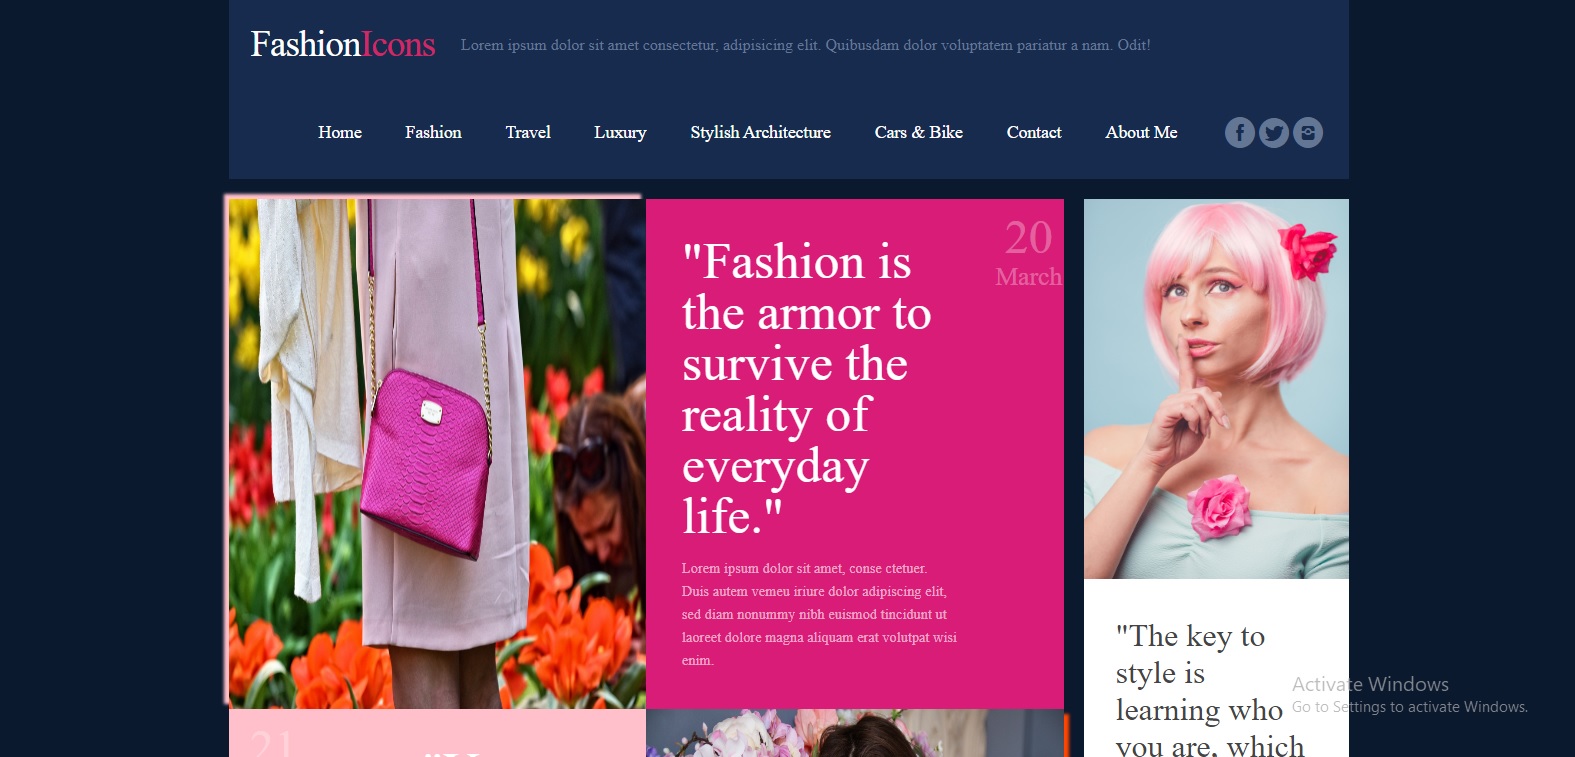 FashionIcons
Lorem ipsum dolor sit amet consectetur, adipisicing elit. Quibusdam dolor voluptatem pariatur a nam. Odit!
Home Fashion Travel Luxury Stylish Architecture Cars & Bike Contact About Me
"Fashion is
the armor to
survive the
reality of
everyday
life."
20
March
Lorem ipsum dolor sit amet, conse ctetuer.
Duis autem vemeu iriure dolor adipiscing elit,
sed diam nonummy nibh euismod tincidunt ut
laoreet dolore magna aliquam erat volutpat wisi
enim.
21
"The key to
style is
learning who
you are, which
Activate Windows
Go to Settings to activate Windows.